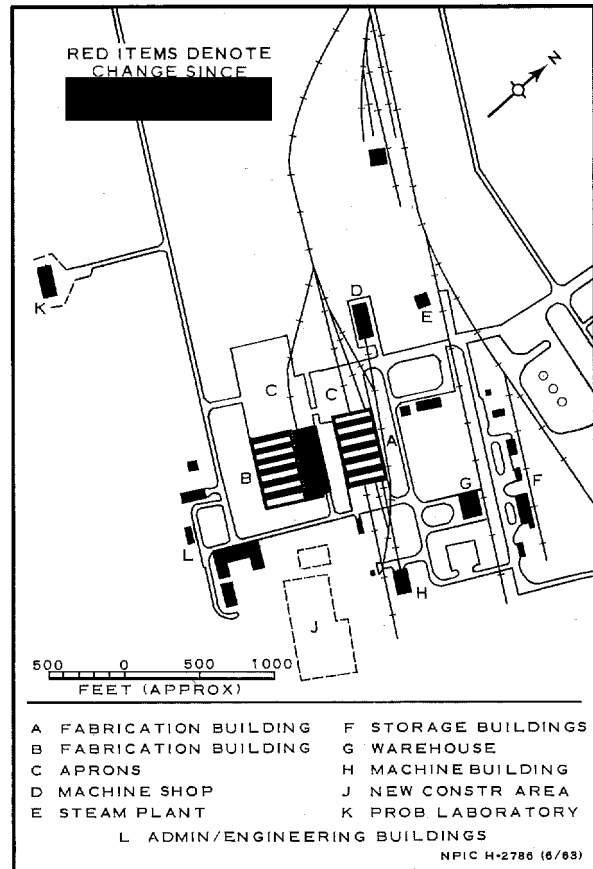 RED ITEMS DENOTE
CHANGE SINCE
N
K
D
E
C
C
A
B
F
G
L
H
J
500 0 500 1000
FEET (APPROX)
A FABRICATION BUILDING
B FABRICATION BUILDING
C APRONS
D MACHINE SHOP
E STEAM PLANT
F STORAGE BUILDINGS
G WAREHOUSE
H MACHINE BUILDING
J NEW CONSTR AREA
K PROB LABORATORY
L ADMIN/ENGINEERING BUILDINGS
NPIC H-2786 (6/63)